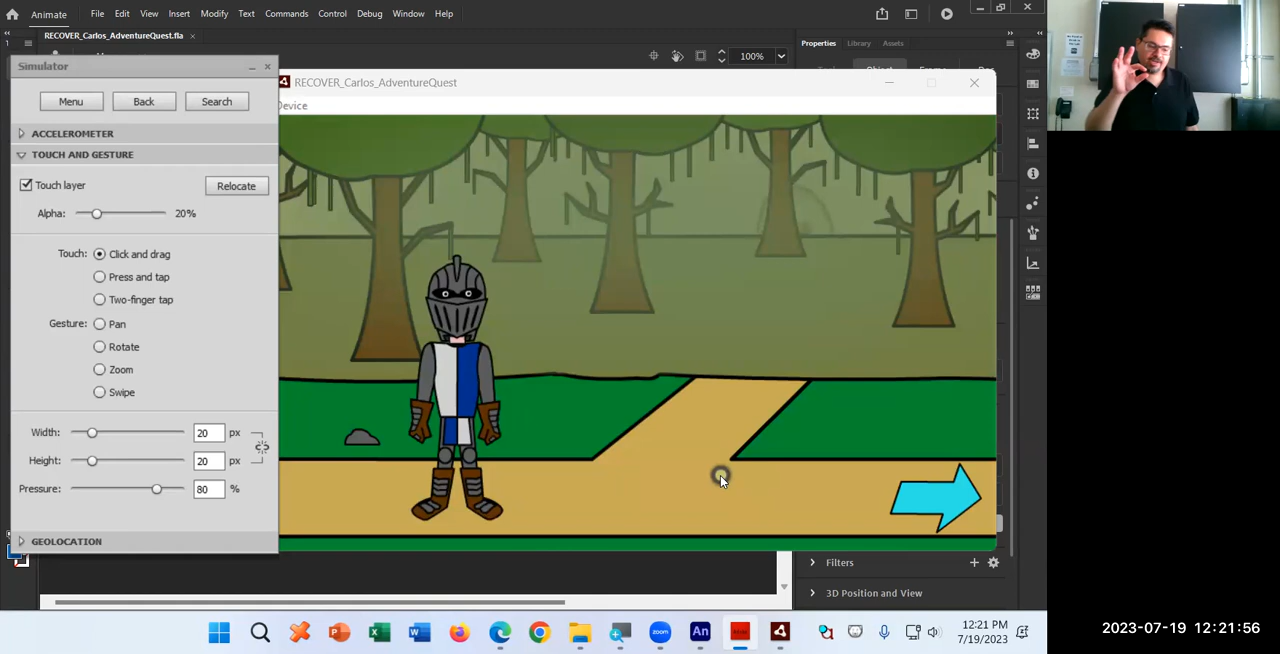 Animate File Edit View Insert Modify Text Commands Control Debug Window Help
RECOVER_Carlos_AdventureQuest.fla ×
100%
Properties Library Assets
Simulator
RECOVER_Carlos_AdventureQuest
Menu Back Search
ACCELEROMETER
TOUCH AND GESTURE
Touch layer Relocate
Alpha: 20%
Touch: Click and drag
Press and tap
Two-finger tap
Gesture: Pan
Rotate
Zoom
Swipe
Width: 20 px
Height: 20 px
Pressure: 80 %
GEOLOCATION
Filters
3D Position and View
An
zoom
12:21 PM
7/19/2023
2023-07-19 12:21:56